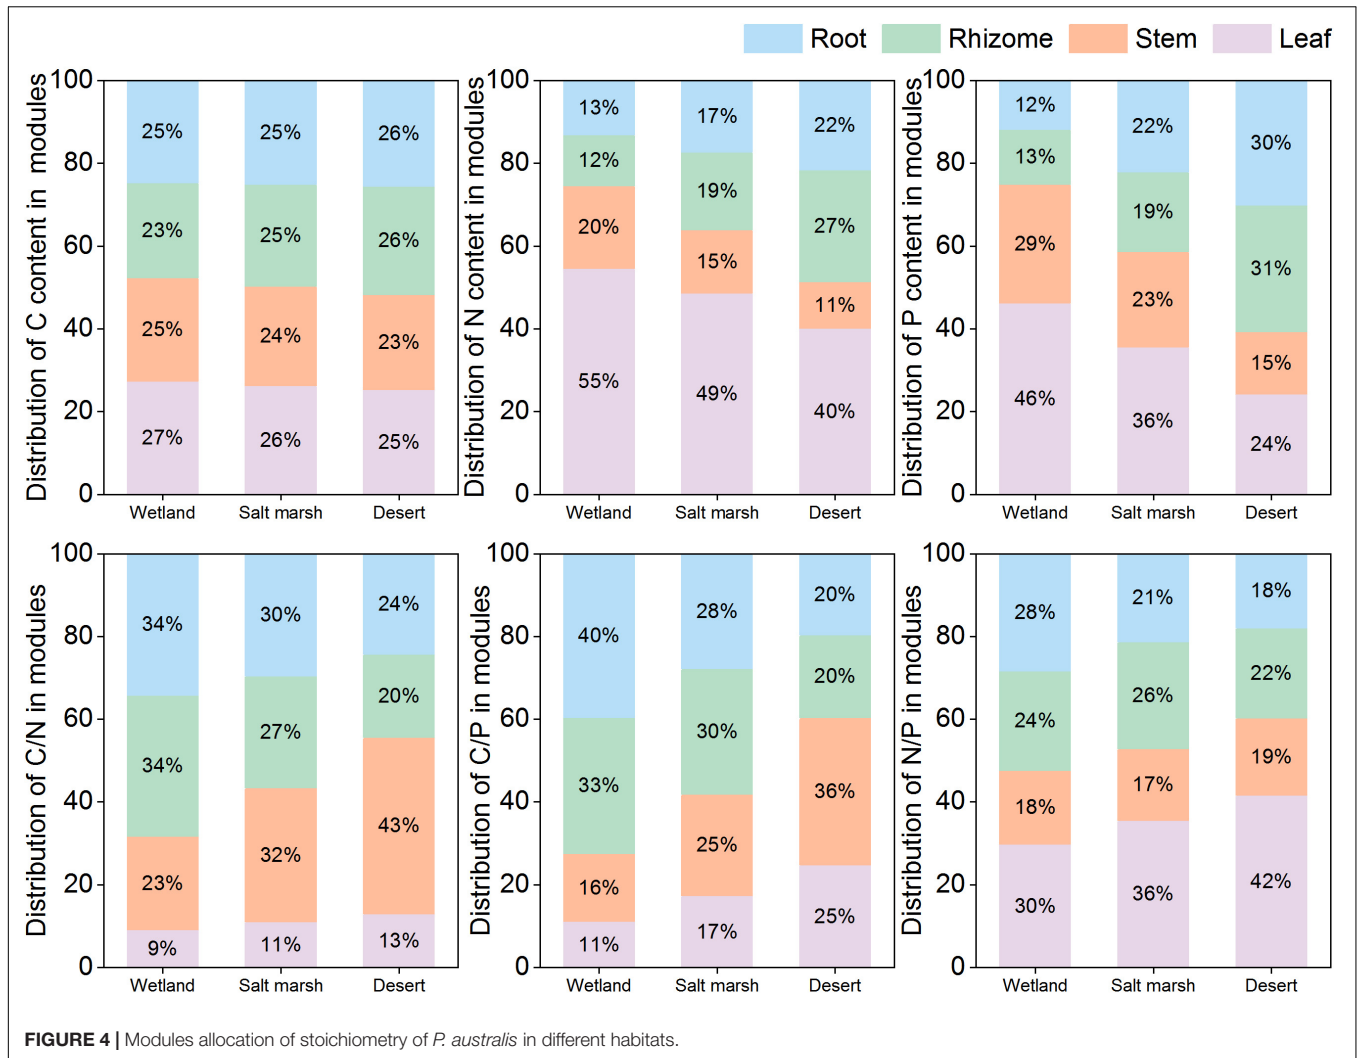 Root Rhizome Stem Leaf
Distribution of C content in modules
100
80
60
40
20
0
25% 25% 26%
23% 25% 26%
25% 24% 23%
27% 26% 25%
Wetland Salt marsh Desert
Distribution of N content in modules
100
80
60
40
20
0
13% 17% 22%
12% 19% 27%
20% 15% 11%
55% 49% 40%
Wetland Salt marsh Desert
Distribution of P content in modules
100
80
60
40
20
0
12% 22% 30%
13% 19% 31%
29% 23% 15%
46% 36% 24%
Wetland Salt marsh Desert
Distribution of C/N in modules
100
80
60
40
20
0
34% 30% 24%
34% 27% 20%
23% 32% 43%
9% 11% 13%
Wetland Salt marsh Desert
Distribution of C/P in modules
100
80
60
40
20
0
40% 28% 20%
33% 30% 20%
16% 25% 36%
11% 17% 25%
Wetland Salt marsh Desert
Distribution of N/P in modules
100
80
60
40
20
0
28% 21% 18%
24% 26% 22%
18% 17% 19%
30% 36% 42%
Wetland Salt marsh Desert
FIGURE 4 | Modules allocation of stoichiometry of P. australis in different habitats.